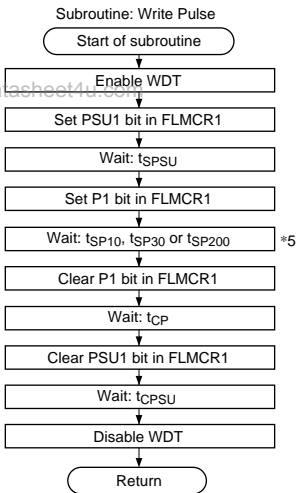 Subroutine: Write Pulse
Start of subroutine
Enable WDT
atasheet4u.com
Set PSU1 bit in FLMCR1
Wait: tSPSU
Set P1 bit in FLMCR1
Wait: tSP10, tSP30 or tSP200 *5
Clear P1 bit in FLMCR1
Wait: tCP
Clear PSU1 bit in FLMCR1
Wait: tCPSU
Disable WDT
Return